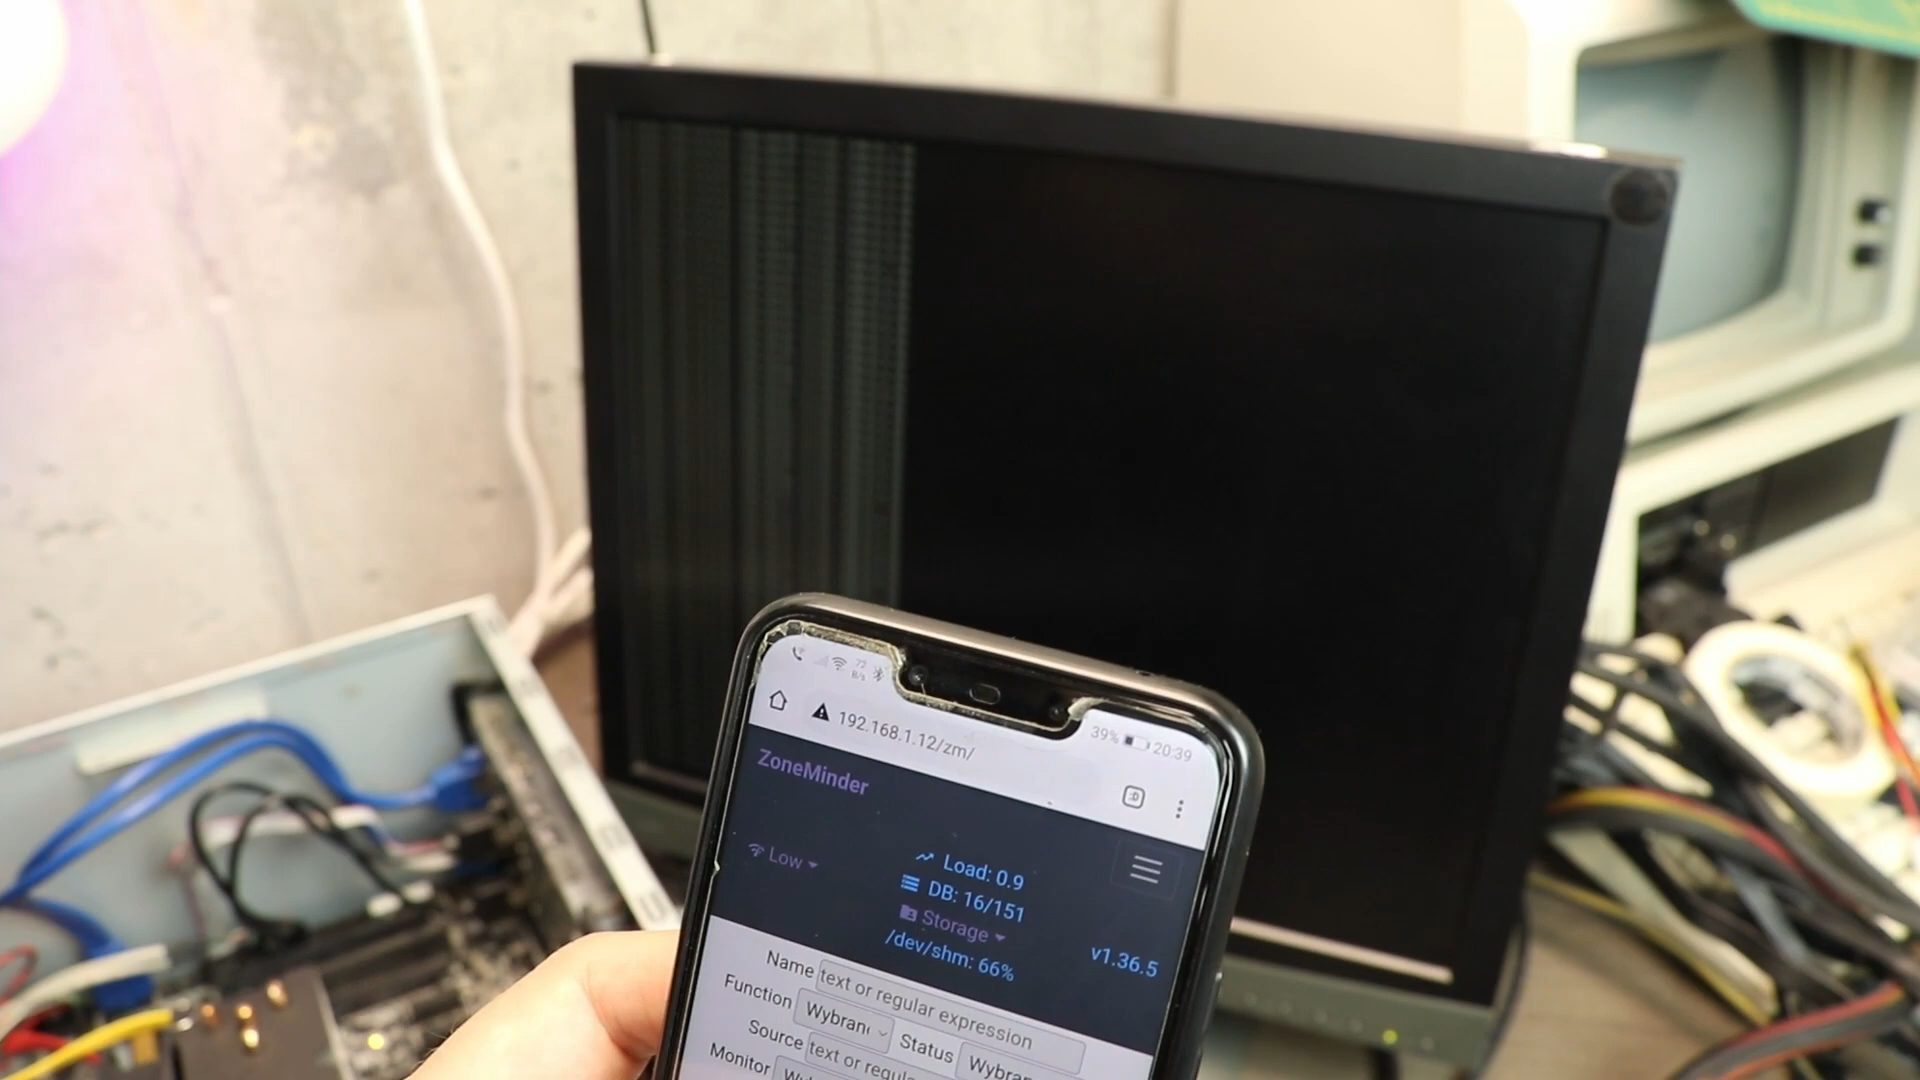 72
B/s
39% 20:39
192.168.1.12/zm/
:D
ZoneMinder
Low
Load: 0.9
DB: 16/151
Storage
/dev/shm: 66%
v1.36.5
Name text or regular expression
Function Wybran Status Wybran
Source text or regula
Monitor